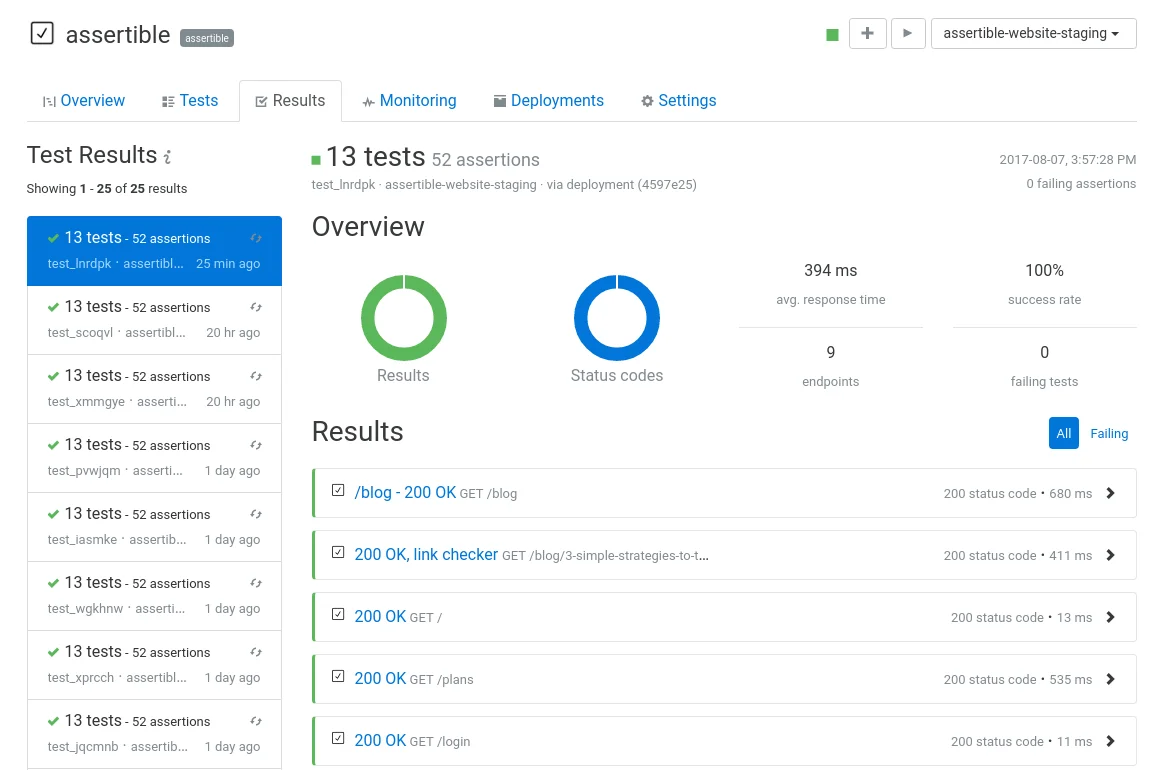 assertible assertible
assertible-website-staging
Overview Tests Results Monitoring Deployments Settings
Test Results i
Showing 1 - 25 of 25 results
13 tests - 52 assertions
test_lnrdpk · assertibl... 25 min ago
13 tests - 52 assertions
test_scoqvl · assertibl... 20 hr ago
13 tests - 52 assertions
test_xmmgye · asserti... 20 hr ago
13 tests - 52 assertions
test_pvwjqm · asserti... 1 day ago
13 tests - 52 assertions
test_iasmke · assertib... 1 day ago
13 tests - 52 assertions
test_wgkhnw · asserti... 1 day ago
13 tests - 52 assertions
test_xprcch · assertibl... 1 day ago
13 tests - 52 assertions
test_jqcmnb · assertib... 1 day ago
13 tests 52 assertions
2017-08-07, 3:57:28 PM
test_lnrdpk · assertible-website-staging · via deployment (4597e25)
0 failing assertions
Overview
Results
Status codes
394 ms
avg. response time
100%
success rate
9
endpoints
0
failing tests
Results
All Failing
/blog - 200 OK GET /blog 200 status code • 680 ms
200 OK, link checker GET /blog/3-simple-strategies-to-t... 200 status code • 411 ms
200 OK GET / 200 status code • 13 ms
200 OK GET /plans 200 status code • 535 ms
200 OK GET /login 200 status code • 11 ms